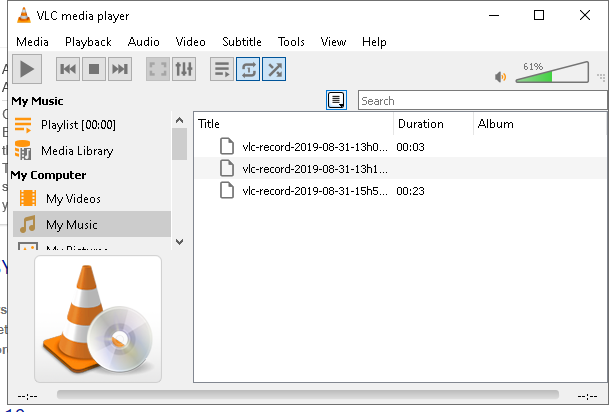 VLC media player
Media Playback Audio Video Subtitle Tools View Help
61%
My Music
Search
Playlist [00:00]
Media Library
My Computer
My Videos
My Music
My Pictures
Title Duration Album
vlc-record-2019-08-31-13h0... 00:03
vlc-record-2019-08-31-13h1...
vlc-record-2019-08-31-15h5... 00:23
--:-- --:--